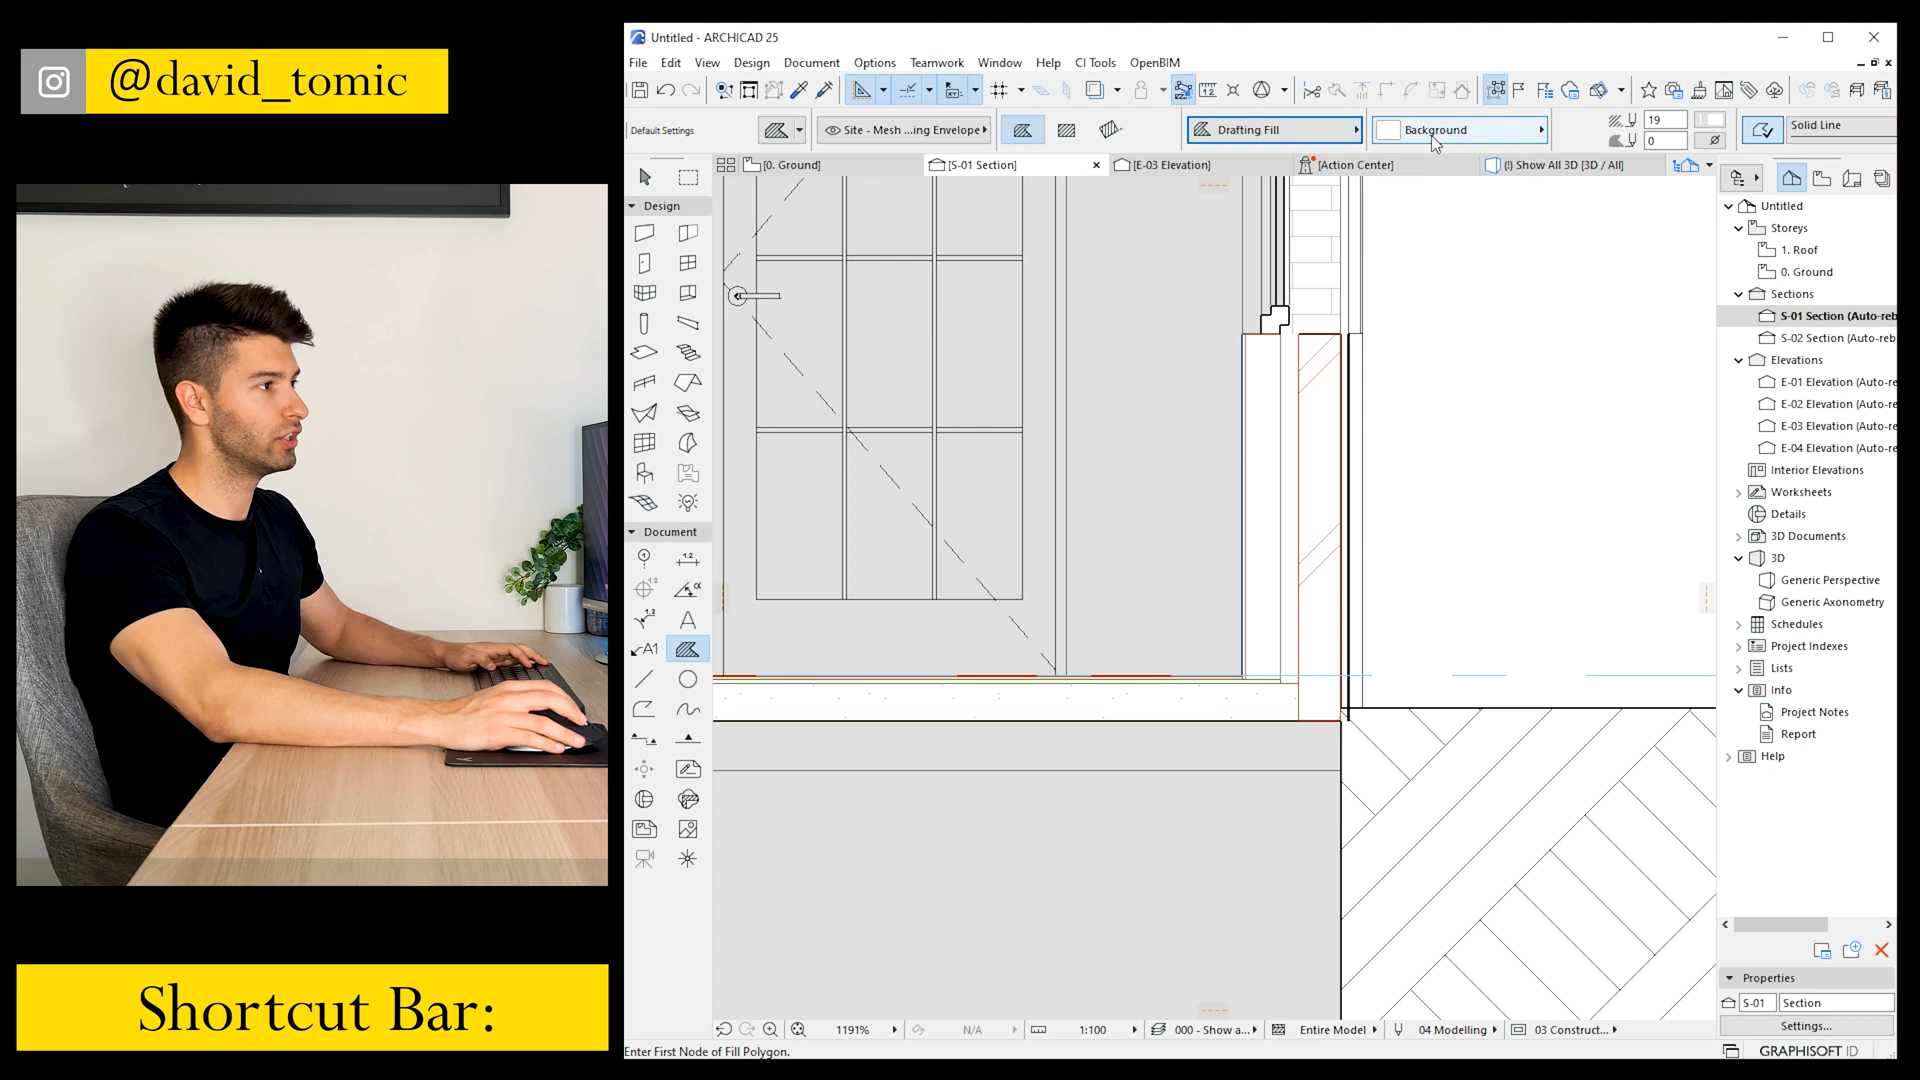 @david_tomic
Shortcut Bar:
Untitled - ARCHICAD 25
File Edit View Design Document Options Teamwork Window Help CI Tools OpenBIM
Default Settings
Site - Mesh ...ing Envelope
Drafting Fill
Background
19
0
Solid Line
[0. Ground]
[S-01 Section]
[E-03 Elevation]
[Action Center]
(!) Show All 3D [3D / All]
Design
Document
A1
Untitled
Storeys
1. Roof
0. Ground
Sections
S-01 Section (Auto-reb
S-02 Section (Auto-reb
Elevations
E-01 Elevation (Auto-re
E-02 Elevation (Auto-re
E-03 Elevation (Auto-re
E-04 Elevation (Auto-re
Interior Elevations
Worksheets
Details
3D Documents
3D
Generic Perspective
Generic Axonometry
Schedules
Project Indexes
Lists
Info
Project Notes
Report
Help
Properties
S-01 Section
Settings...
1191% N/A 1:100 000 - Show a... Entire Model 04 Modelling 03 Construct...
Enter First Node of Fill Polygon.
GRAPHISOFT ID